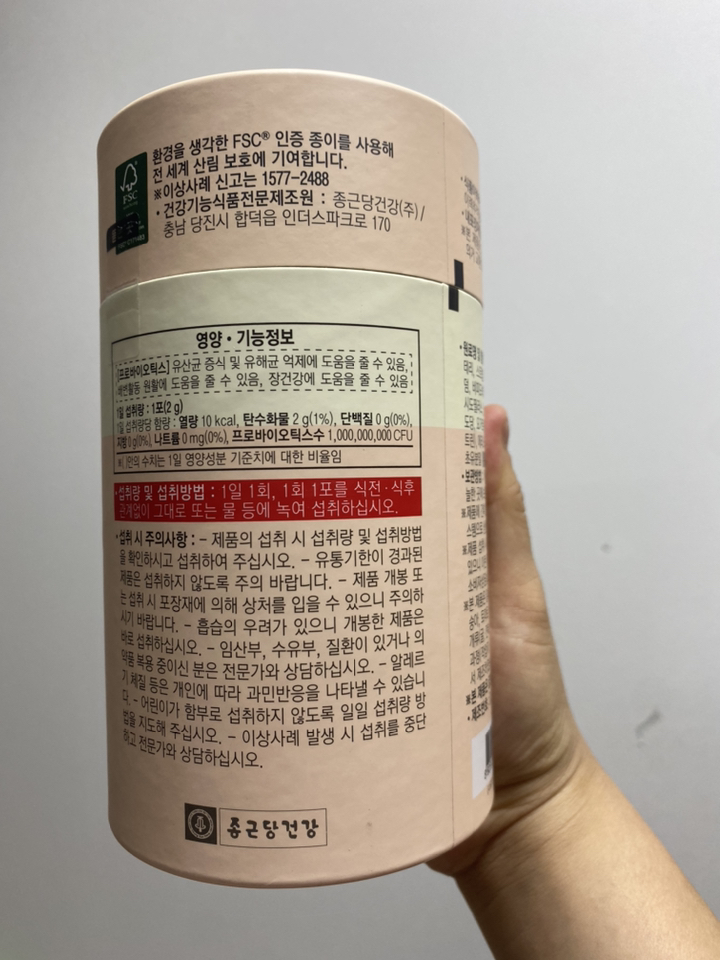 환경을 생각한 FSC® 인증 종이를 사용해
전 세계 산림 보호에 기여합니다.
※이상사례 신고는 1577-2488
• 건강기능식품전문제조원 : 종근당건강(주)/
충남 당진시 합덕읍 인더스파크로 170
FSC
영양 • 기능정보
[프로바이오틱스] 유산균 증식 및 유해균 억제에 도움을 줄 수 있음,
배변활동 원활에 도움을 줄 수 있음, 장건강에 도움을 줄 수 있음
1일 섭취량 : 1포(2 g)
1일 섭취량당 함량 : 열량 10 kcal, 탄수화물 2 g(1%), 단백질 0 g(0%),
지방 0 g(0%), 나트륨 0 mg(0%), 프로바이오틱스수 1,000,000,000 CFU
※( )안의 수치는 1일 영양성분 기준치에 대한 비율임
• 섭취량 및 섭취방법 : 1일 1회, 1회 1포를 식전·식후
관계없이 그대로 또는 물 등에 녹여 섭취하십시오.
• 섭취 시 주의사항 : – 제품의 섭취 시 섭취량 및 섭취방법
을 확인하시고 섭취하여 주십시오. – 유통기한이 경과된
제품은 섭취하지 않도록 주의 바랍니다. – 제품 개봉 또
는 섭취 시 포장재에 의해 상처를 입을 수 있으니 주의하
시기 바랍니다. – 흡습의 우려가 있으니 개봉한 제품은
바로 섭취하십시오. – 임산부, 수유부, 질환이 있거나 의
약품 복용 중이신 분은 전문가와 상담하십시오. – 알레르
기 체질 등은 개인에 따라 과민반응을 나타낼 수 있습니
다. – 어린이가 함부로 섭취하지 않도록 일일 섭취량 방
법을 지도해 주십시오. – 이상사례 발생 시 섭취를 중단
하고 전문가와 상담하십시오.
종근당건강